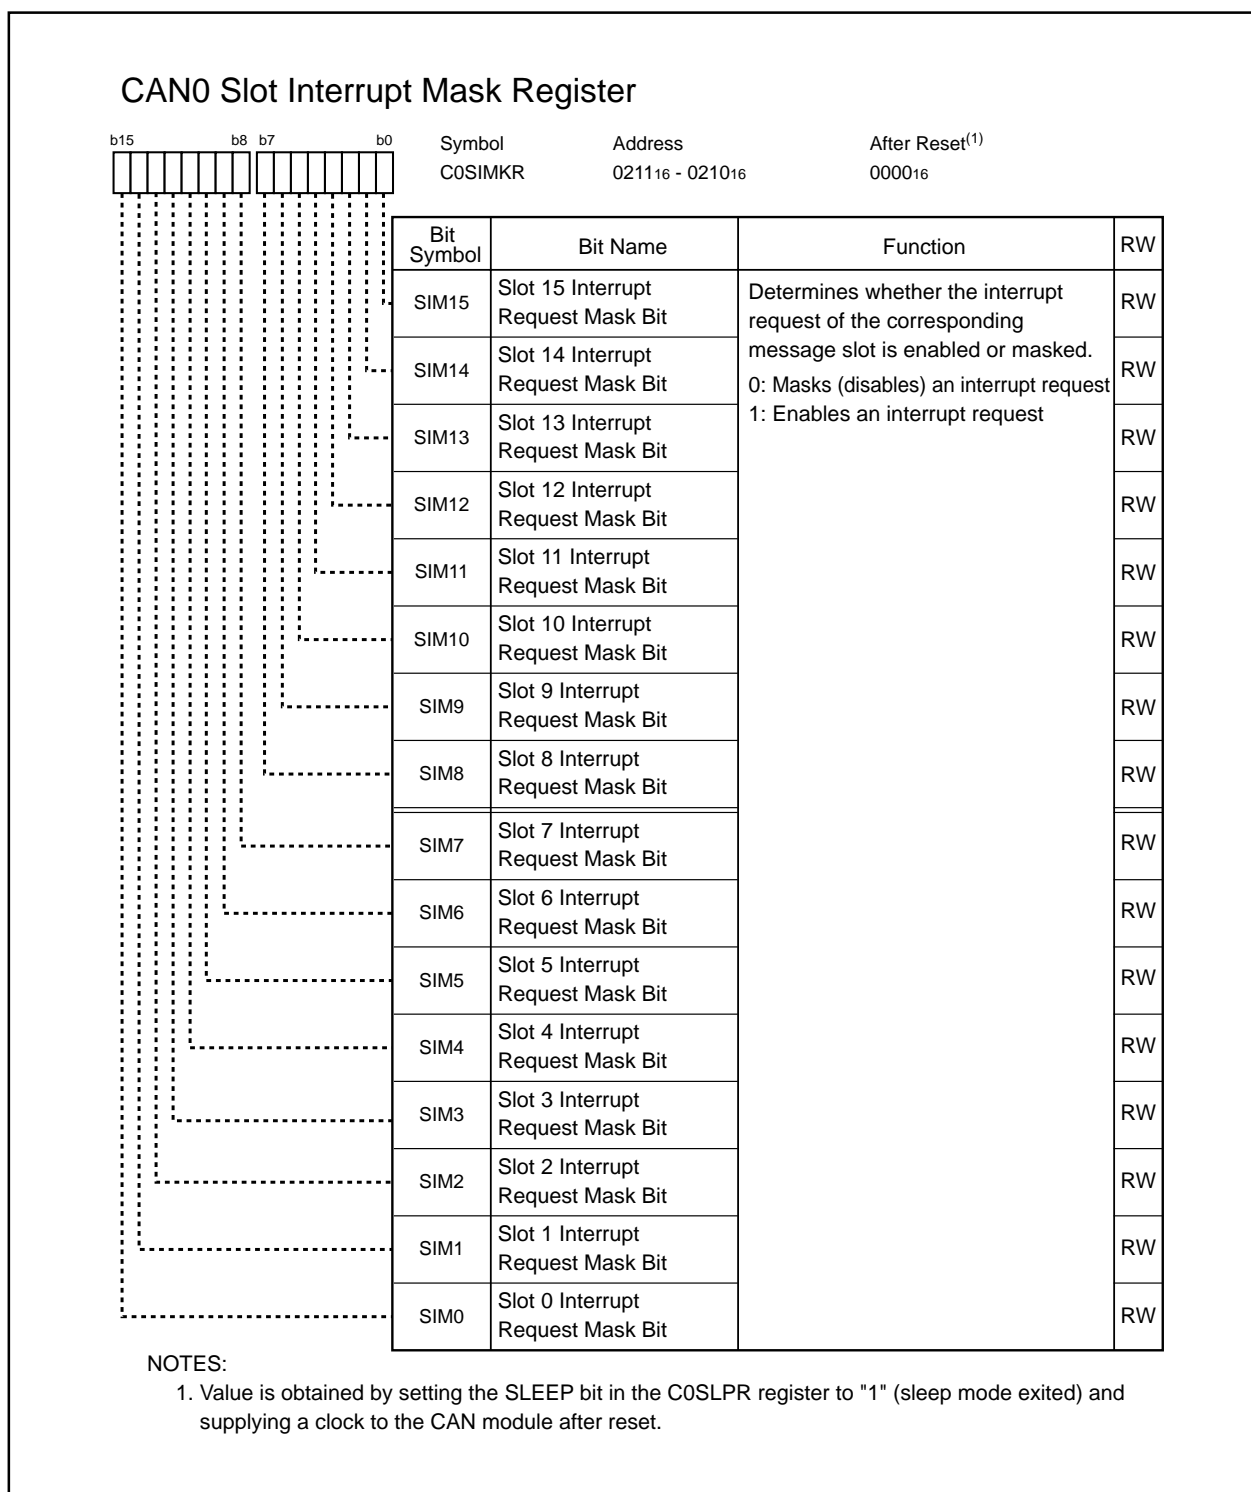 CAN0 Slot Interrupt Mask Register
b15 b8 b7 b0 Symbol Address After Reset(1)
C0SIMKR 021116 - 021016 000016
Bit Symbol Bit Name Function RW
SIM15 Slot 15 Interrupt Request Mask Bit RW
Determines whether the interrupt
request of the corresponding
message slot is enabled or masked.
0: Masks (disables) an interrupt request
1: Enables an interrupt request
SIM14 Slot 14 Interrupt Request Mask Bit RW
SIM13 Slot 13 Interrupt Request Mask Bit RW
SIM12 Slot 12 Interrupt Request Mask Bit RW
SIM11 Slot 11 Interrupt Request Mask Bit RW
SIM10 Slot 10 Interrupt Request Mask Bit RW
SIM9 Slot 9 Interrupt Request Mask Bit RW
SIM8 Slot 8 Interrupt Request Mask Bit RW
SIM7 Slot 7 Interrupt Request Mask Bit RW
SIM6 Slot 6 Interrupt Request Mask Bit RW
SIM5 Slot 5 Interrupt Request Mask Bit RW
SIM4 Slot 4 Interrupt Request Mask Bit RW
SIM3 Slot 3 Interrupt Request Mask Bit RW
SIM2 Slot 2 Interrupt Request Mask Bit RW
SIM1 Slot 1 Interrupt Request Mask Bit RW
SIM0 Slot 0 Interrupt Request Mask Bit RW
NOTES:
1. Value is obtained by setting the SLEEP bit in the C0SLPR register to "1" (sleep mode exited) and
supplying a clock to the CAN module after reset.